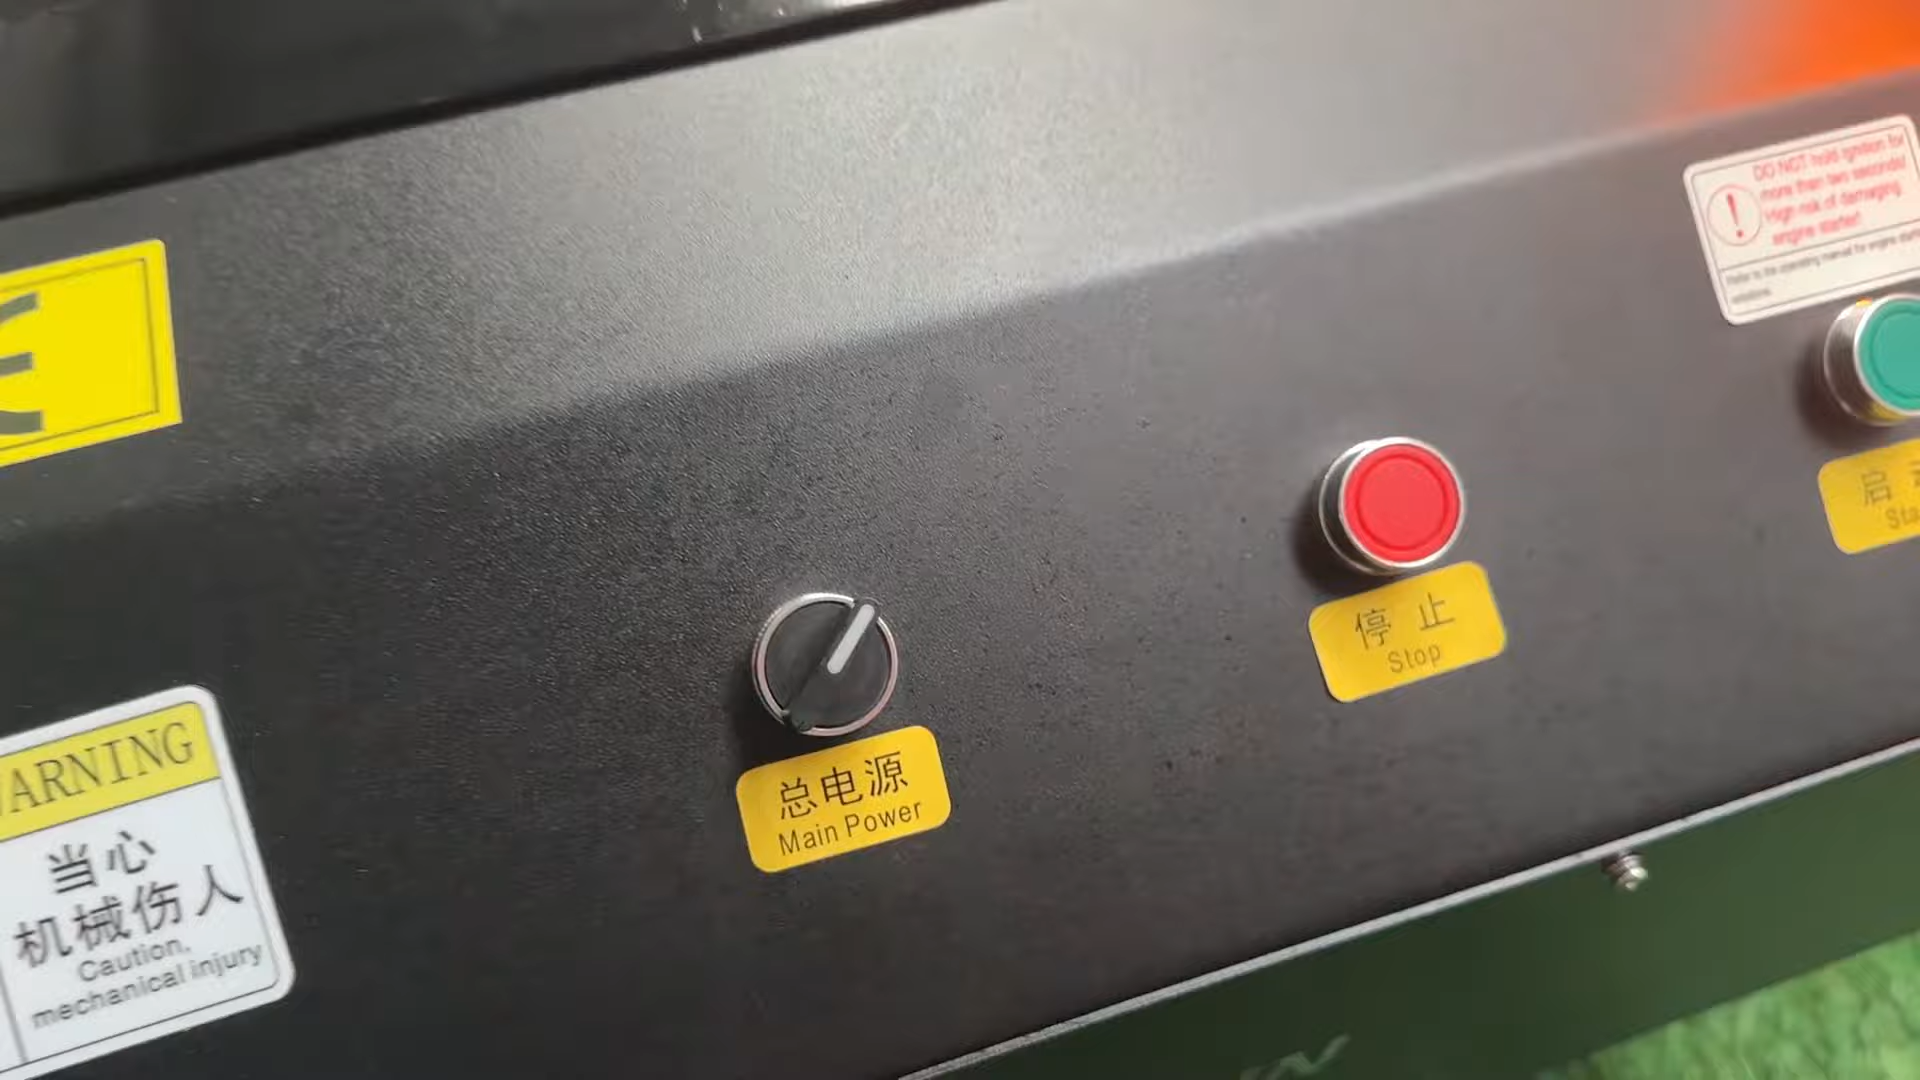 DO NOT hold ignition for
more than two seconds!
High risk of damaging
engine starter!
启
停止
Stop
总电源
Main Power
WARNING
当心
机械伤人
Caution,
mechanical injury